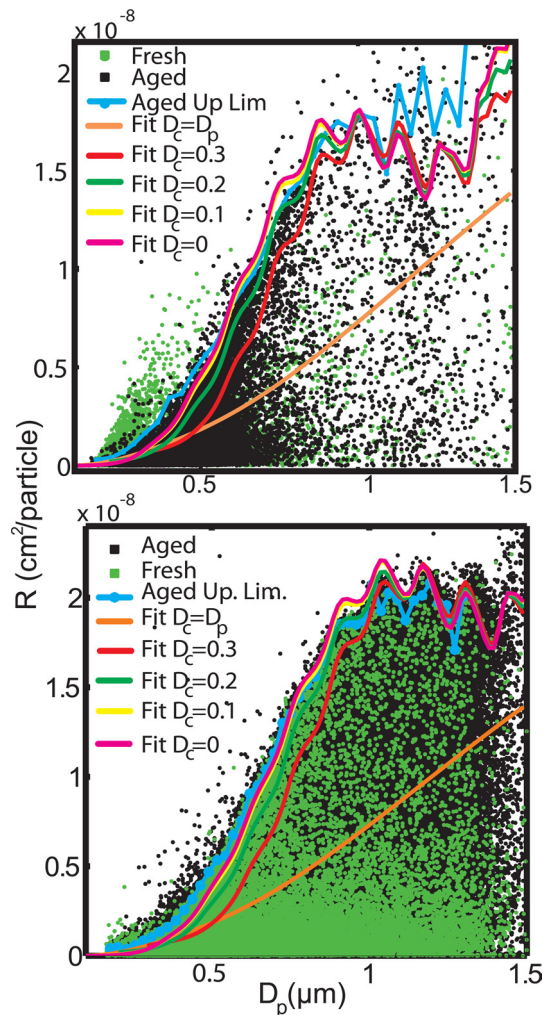 x 10⁻⁸
2
Fresh
Aged
Aged Up Lim
Fit D_c=D_p
1.5
Fit D_c=0.3
Fit D_c=0.2
Fit D_c=0.1
1
Fit D_c=0
0.5
0
0.5 1 1.5
R (cm²/particle)
x 10⁻⁸
Aged
Fresh
2
Aged Up. Lim.
Fit D_c=D_p
Fit D_c=0.3
1.5
Fit D_c=0.2
Fit D_c=0.1
Fit D_c=0
1
0.5
0
0.5 1 1.5
D_p(μm)